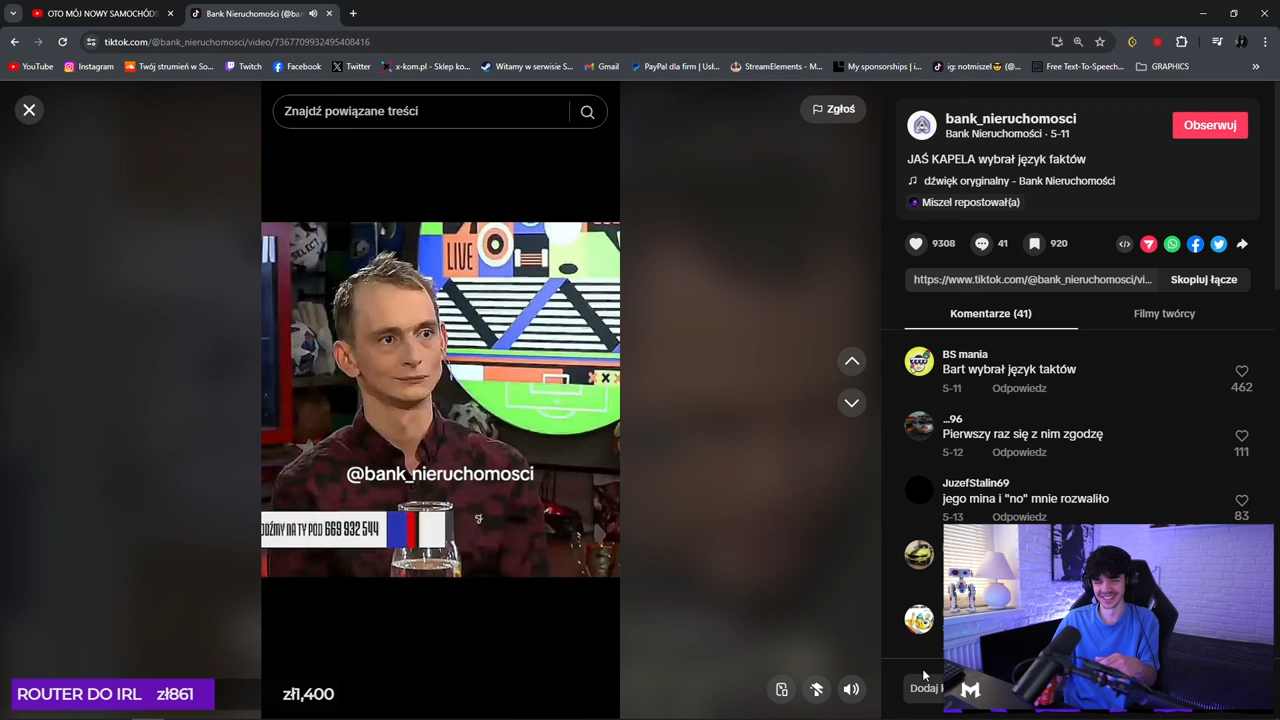 OTO MÓJ NOWY SAMOCHÓD!
Bank Nieruchomości (@ban
tiktok.com/@bank_nieruchomosci/video/7367709932495408416
YouTube
Instagram
Twój strumień w So...
Twitch
Facebook
Twitter
x-kom.pl - Sklep ko...
Witamy w serwisie S...
Gmail
PayPal dla firm | Usł...
StreamElements - M...
My sponsorships | i...
ig: notmiszel😎 (@...
Free Text-To-Speech...
GRAPHICS
Znajdź powiązane treści
Zgłoś
bank_nieruchomosci
Bank Nieruchomości · 5-11
Obserwuj
JAŚ KAPELA wybrał język faktów
dźwięk oryginalny - Bank Nieruchomości
Miszel repostował(a)
9308
41
920
https://www.tiktok.com/@bank_nieruchomosci/vi...
Skopiuj łącze
Komentarze (41)
Filmy twórcy
BS mania
Bart wybrał język taktów
5-11 Odpowiedz
462
...96
Pierwszy raz się z nim zgodzę
5-12 Odpowiedz
111
JuzefStalin69
jego mina i "no" mnie rozwaliło
5-13 Odpowiedz
83
SELECT
LIVE
@bank_nieruchomosci
ODŹMY NA TY POD 669 932 544
Dodaj k
ROUTER DO IRL zł861
zł1,400